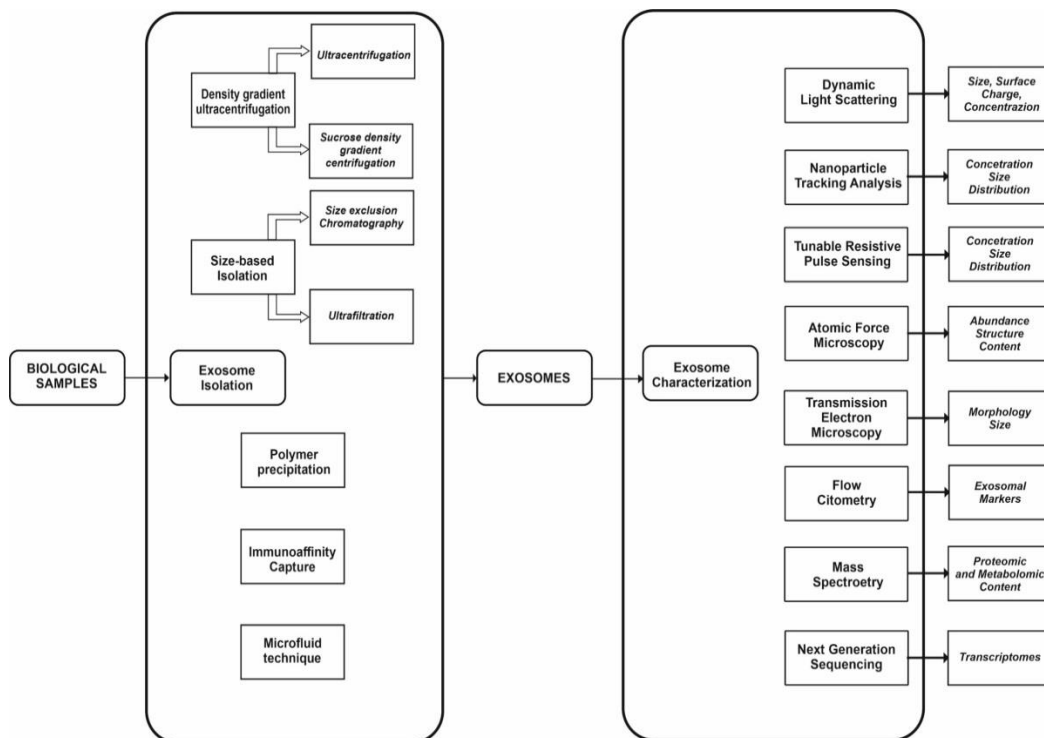 BIOLOGICAL
SAMPLES
Exosome
Isolation
Density gradient
ultracentrifugation
Ultracentrifugation
Sucrose density
gradient
centrifugation
Size-based
Isolation
Size exclusion
Chromatography
Ultrafiltration
Polymer
precipitation
Immunoaffinity
Capture
Microfluid
technique
EXOSOMES
Exosome
Characterization
Dynamic
Light Scattering
Size, Surface
Charge,
Concentrazion
Nanoparticle
Tracking Analysis
Concetration
Size
Distribution
Tunable Resistive
Pulse Sensing
Concetration
Size
Distribution
Atomic Force
Microscopy
Abundance
Structure
Content
Transmission
Electron
Microscopy
Morphology
Size
Flow
Citometry
Exosomal
Markers
Mass
Spectroetry
Proteomic
and Metabolomic
Content
Next Generation
Sequencing
Transcriptomes